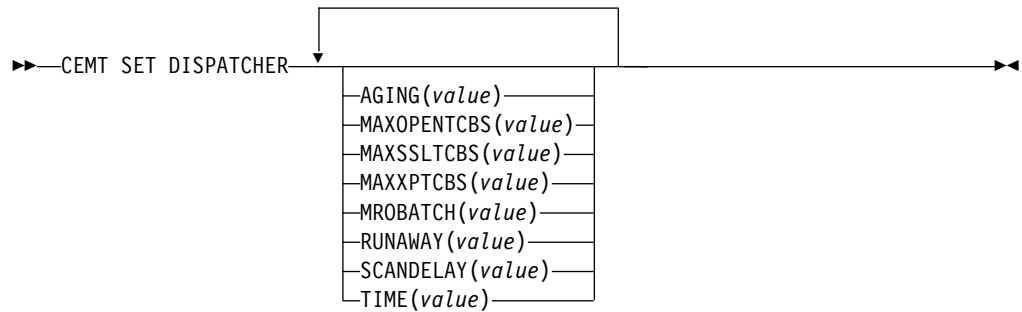 CEMT SET DISPATCHER
AGING(value)
MAXOPENTCBS(value)
MAXSSLTCBS(value)
MAXXPTCBS(value)
MROBATCH(value)
RUNAWAY(value)
SCANDELAY(value)
TIME(value)